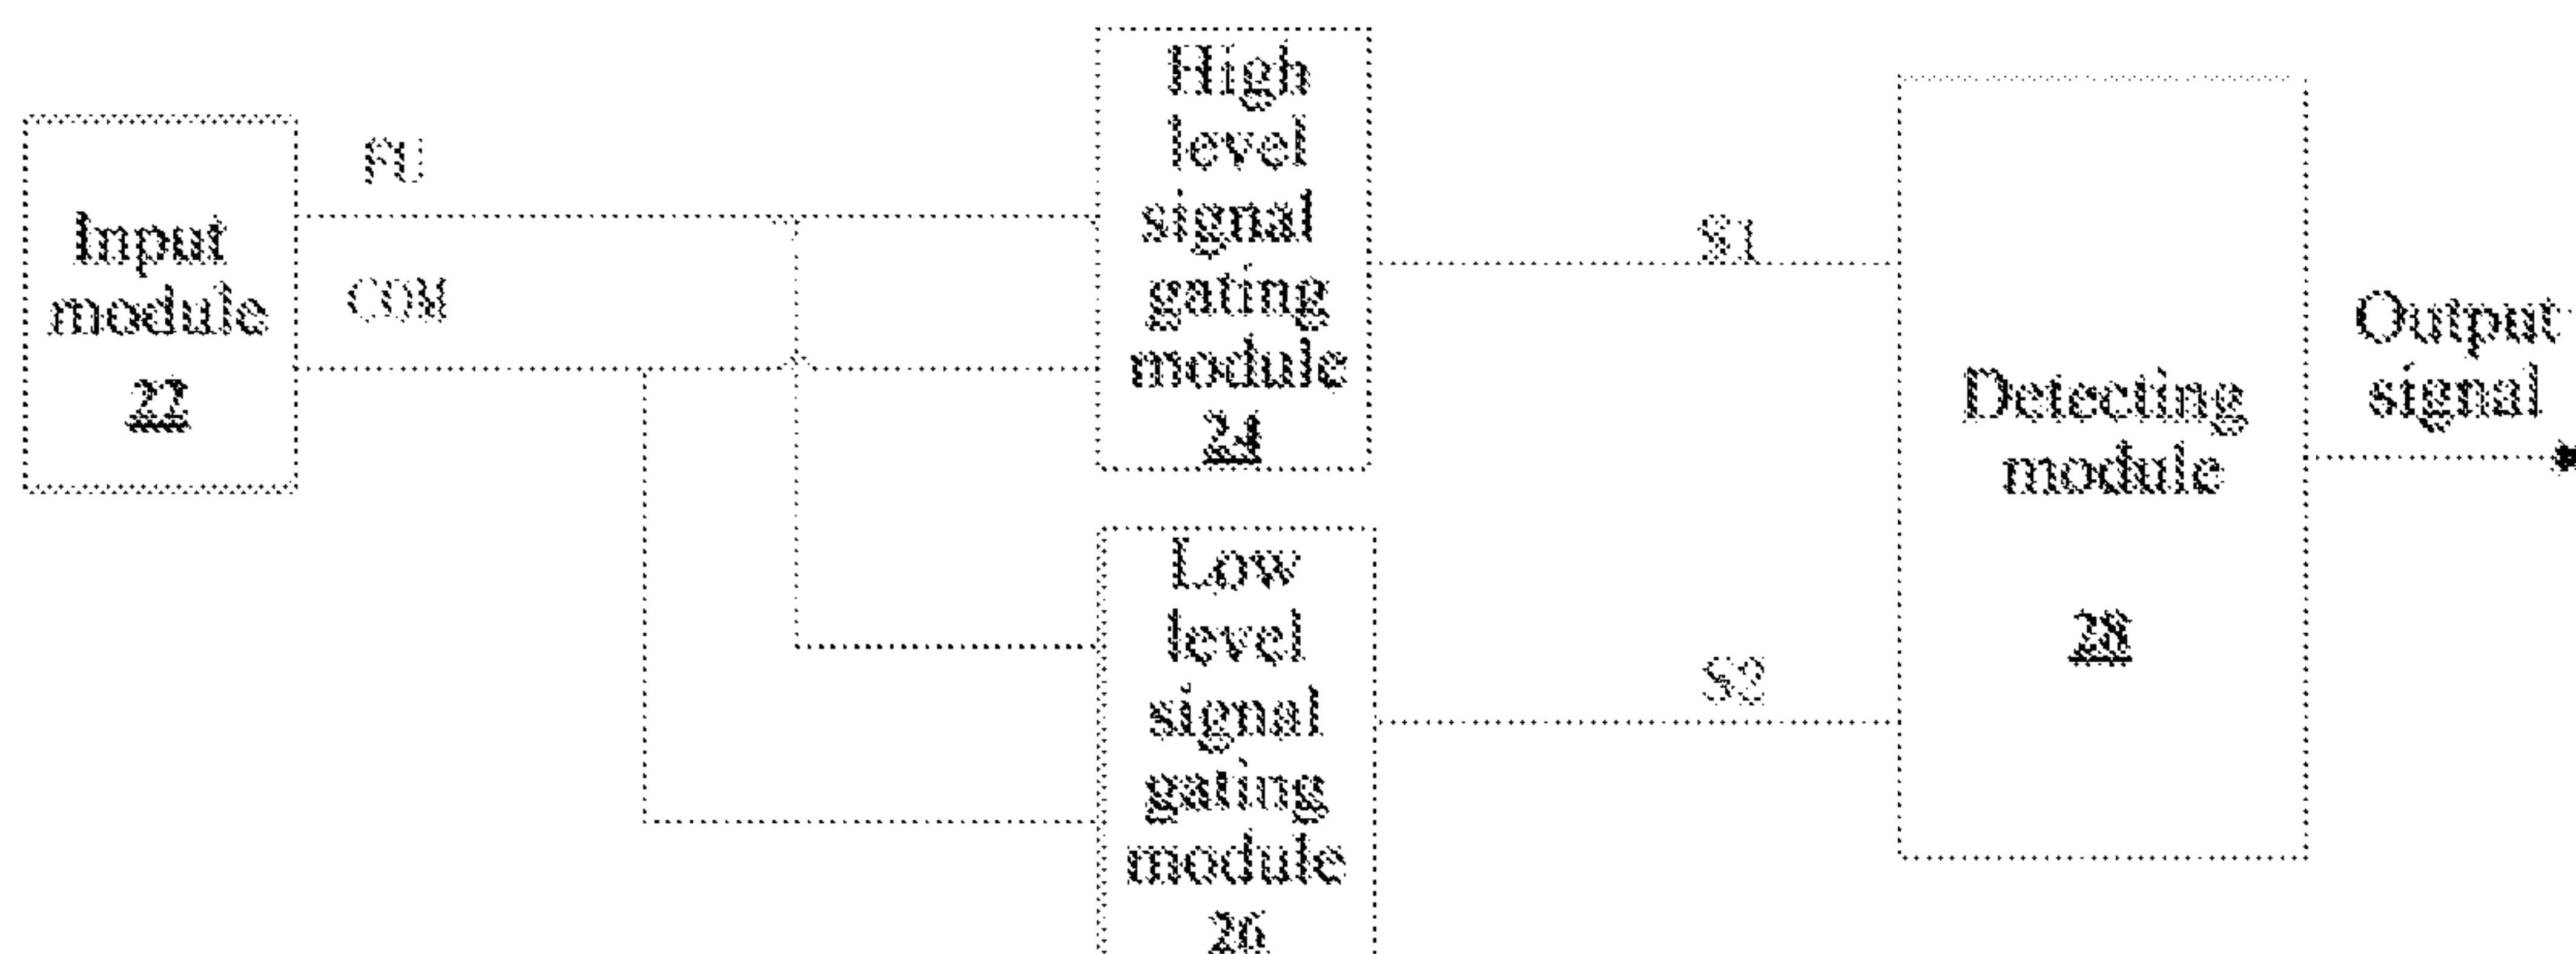 Input
module
22
FU
COM
High
level
signal
gating
module
24
Low
level
signal
gating
module
26
S1
S2
Detecting
module
28
Output
signal